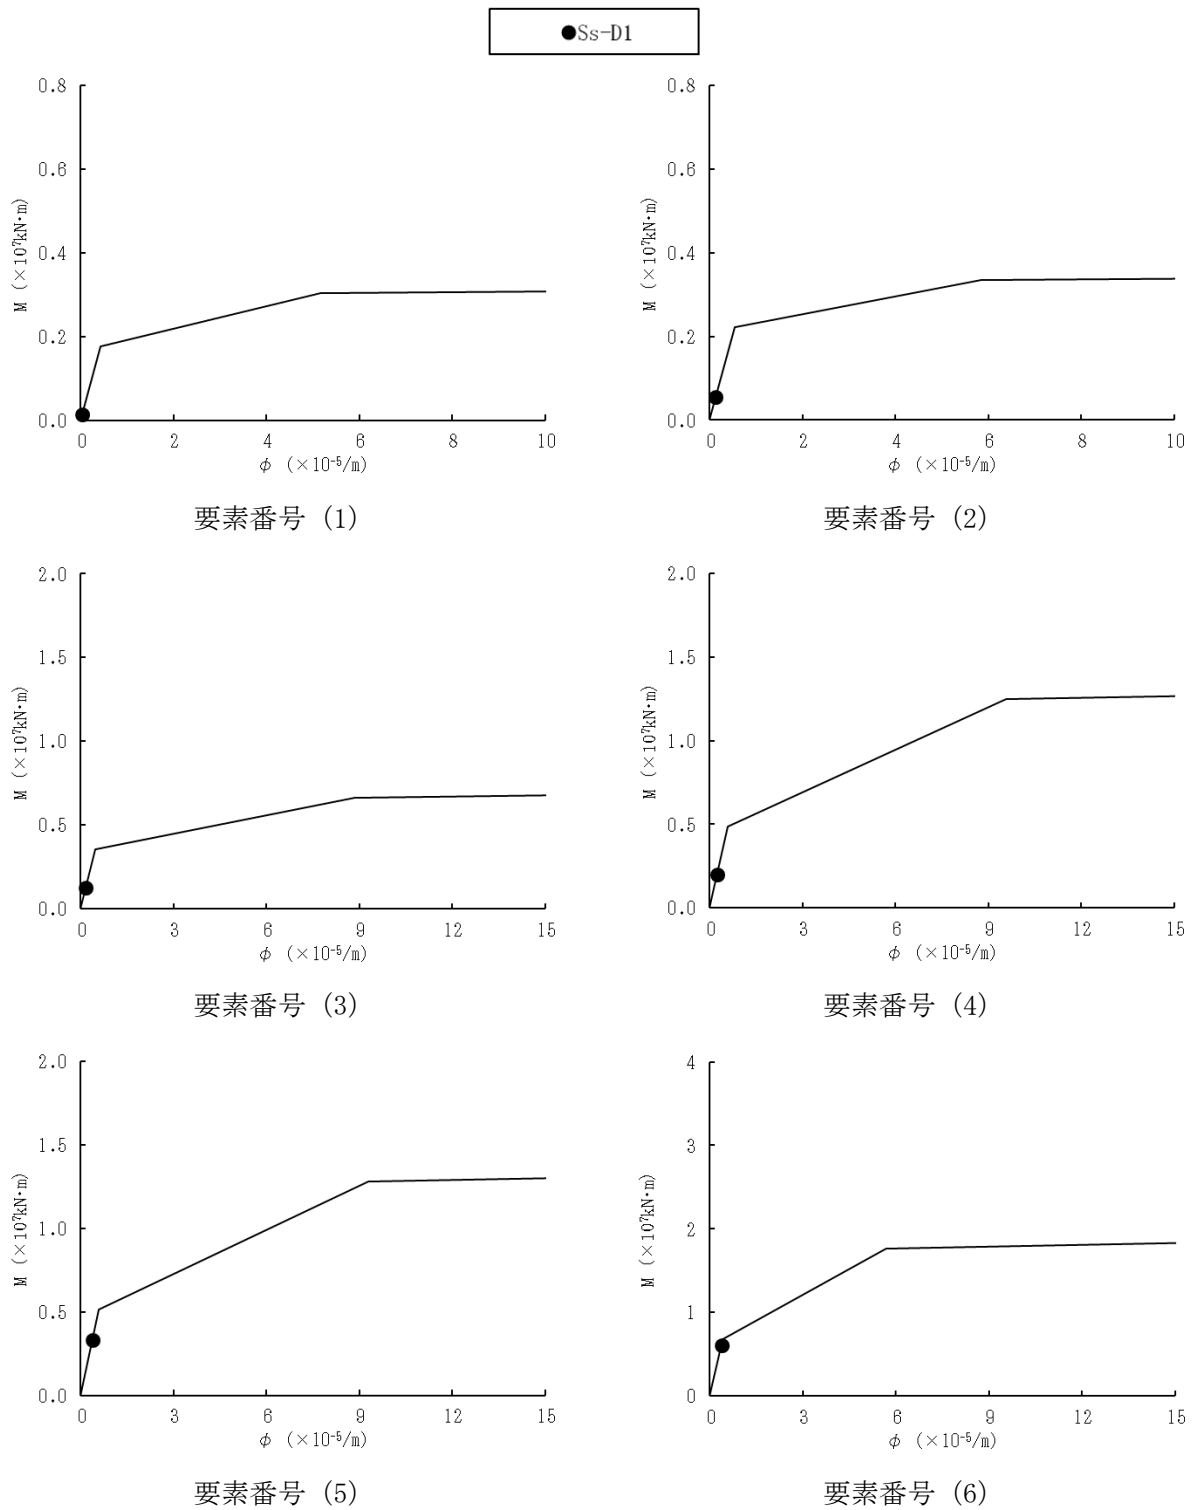 ●Ss-D1
0.8
0.6
0.4
0.2
0.0
M (×10⁷kN・m)
0 2 4 6 8 10
φ (×10⁻⁵/m)
要素番号 (1)
0.8
0.6
0.4
0.2
0.0
M (×10⁷kN・m)
0 2 4 6 8 10
φ (×10⁻⁵/m)
要素番号 (2)
2.0
1.5
1.0
0.5
0.0
M (×10⁷kN・m)
0 3 6 9 12 15
φ (×10⁻⁵/m)
要素番号 (3)
2.0
1.5
1.0
0.5
0.0
M (×10⁷kN・m)
0 3 6 9 12 15
φ (×10⁻⁵/m)
要素番号 (4)
2.0
1.5
1.0
0.5
0.0
M (×10⁷kN・m)
0 3 6 9 12 15
φ (×10⁻⁵/m)
要素番号 (5)
4
3
2
1
0
M (×10⁷kN・m)
0 3 6 9 12 15
φ (×10⁻⁵/m)
要素番号 (6)